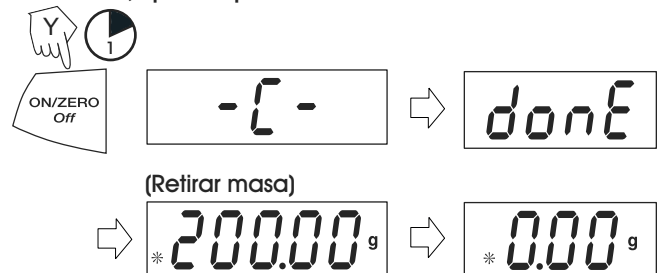 Y
1
ON/ZERO
Off
-C-
donE
(Retirar masa)
*200.00 g
*0.00 g